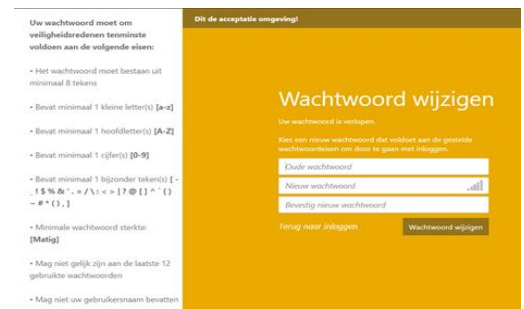 Uw wachtwoord moet om
veiligheidsredenen tenminste
voldoen aan de volgende eisen:
• Het wachtwoord moet bestaan uit
minimaal 8 tekens
• Bevat minimaal 1 kleine letter(s) [a-z]
• Bevat minimaal 1 hoofdletter(s) [A-Z]
• Bevat minimaal 1 cijfer(s) [0-9]
• Bevat minimaal 1 bijzonder teken(s) [ -
_ ! $ % & ' . = / \ : < > | ? @ [ ] ^ ` { }
~ # * ( ) , ]
• Minimale wachtwoord sterkte:
[Matig]
• Mag niet gelijk zijn aan de laatste 12
gebruikte wachtwoorden
• Mag niet uw gebruikersnaam bevatten
Dit de acceptatie omgeving!
Wachtwoord wijzigen
Uw wachtwoord is verlopen.
Kies een nieuw wachtwoord dat voldoet aan de gestelde
wachtwoordeisen om door te gaan met inloggen.
Oude wachtwoord
Nieuw wachtwoord
Bevestig nieuw wachtwoord
Terug naar inloggen
Wachtwoord wijzigen